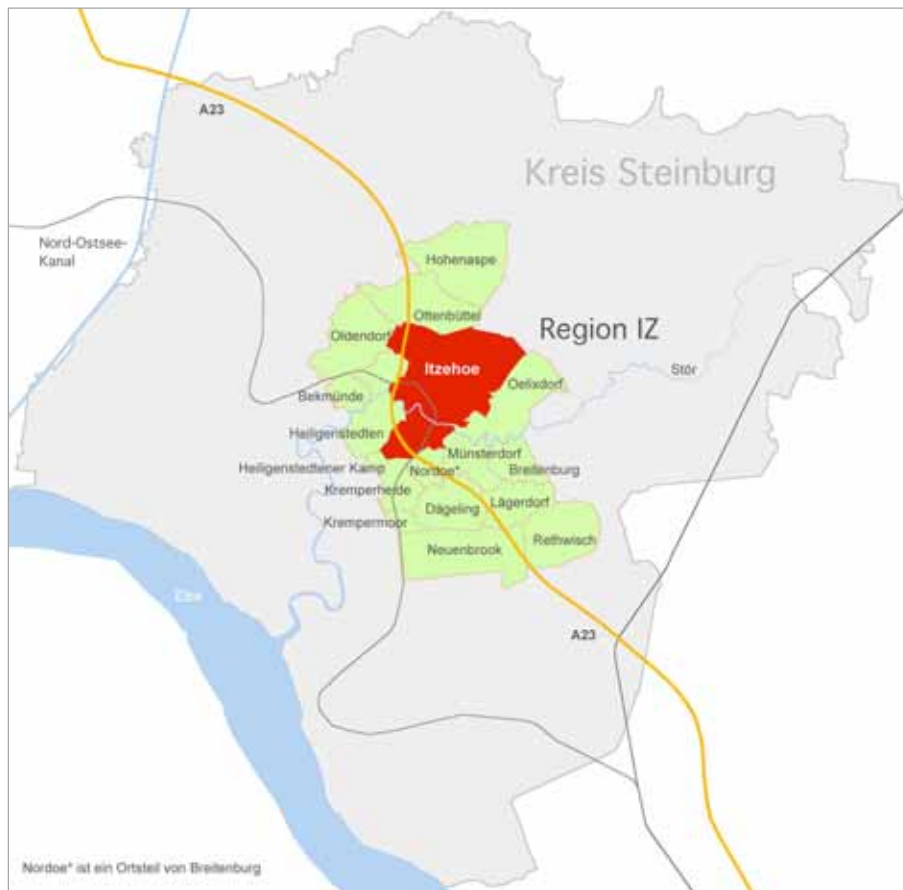 A23
Kreis Steinburg
Nord-Ostsee-
Kanal
Hohenaspe
Ottenbüttel
Oldendorf
Region IZ
Itzehoe
Stör
Oelixdorf
Bekmünde
Heiligenstedten
Münsterdorf
Heiligenstedtener Kamp
Nordoe*
Breitenburg
Kremperheide
Lägerdorf
Dägeling
Krempermoor
Rethwisch
Neuenbrook
Elbe
A23
Nordoe* ist ein Ortsteil von Breitenburg